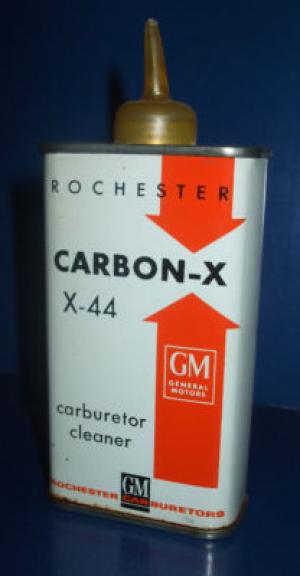 ROCHESTER
CARBON-X
X-44
GM
GENERAL
MOTORS
carburetor
cleaner
GM
ROCHESTER CARBURETORS